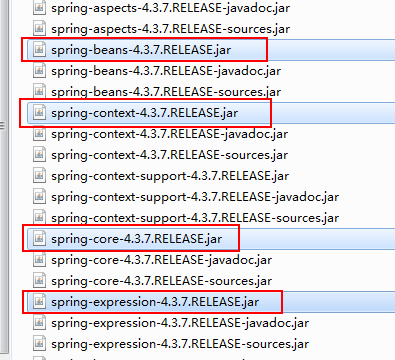 spring-aspects-4.3.7.RELEASE-javadoc.jar
spring-aspects-4.3.7.RELEASE-sources.jar
spring-beans-4.3.7.RELEASE.jar
spring-beans-4.3.7.RELEASE-javadoc.jar
spring-beans-4.3.7.RELEASE-sources.jar
spring-context-4.3.7.RELEASE.jar
spring-context-4.3.7.RELEASE-javadoc.jar
spring-context-4.3.7.RELEASE-sources.jar
spring-context-support-4.3.7.RELEASE.jar
spring-context-support-4.3.7.RELEASE-javadoc.jar
spring-context-support-4.3.7.RELEASE-sources.jar
spring-core-4.3.7.RELEASE.jar
spring-core-4.3.7.RELEASE-javadoc.jar
spring-core-4.3.7.RELEASE-sources.jar
spring-expression-4.3.7.RELEASE.jar
spring-expression-4.3.7.RELEASE-javadoc.jar
spring-expression-4.3.7.RELEASE-sources.jar